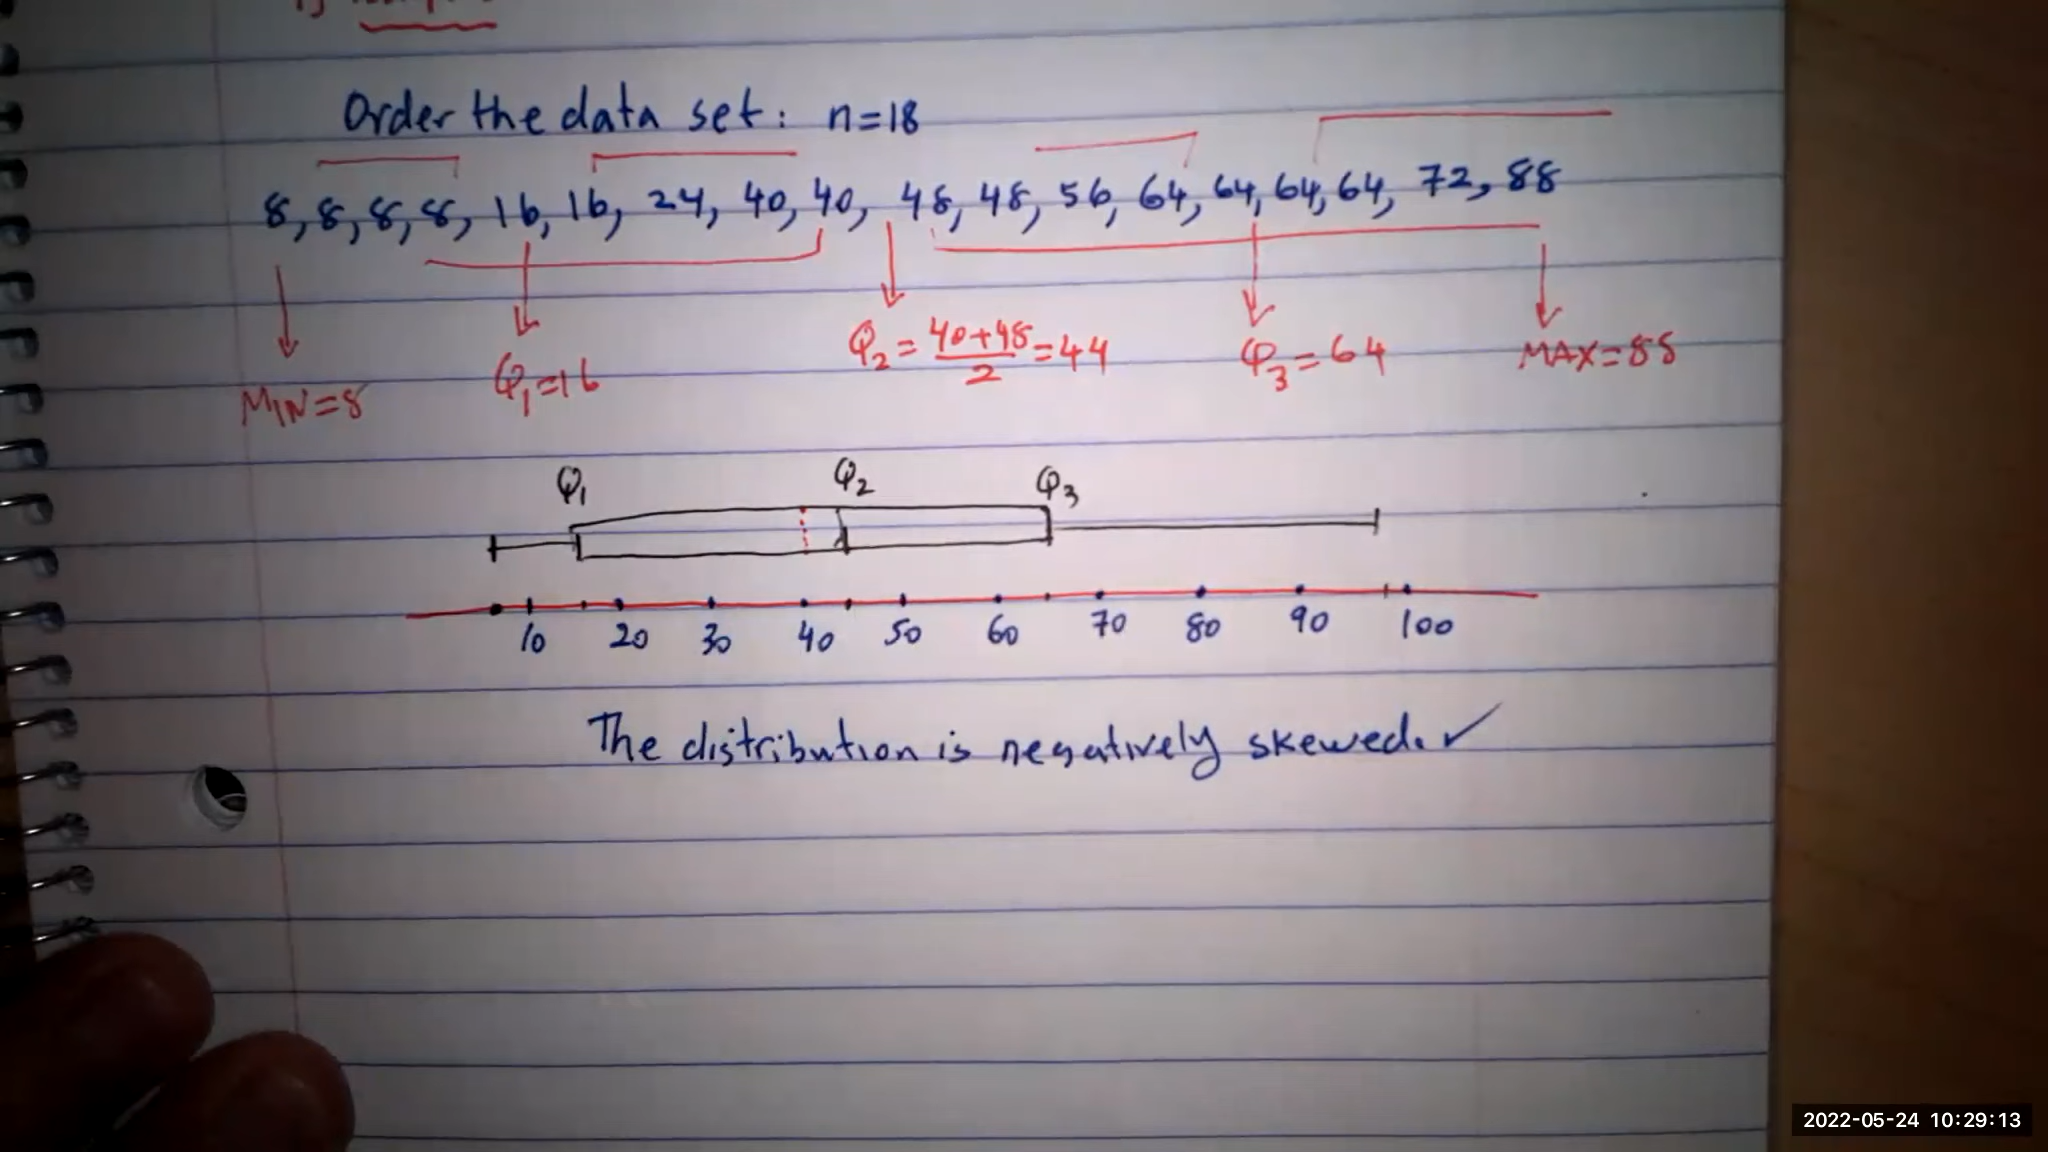 Order the data set: n=18
8, 8, 8, 8, 16, 16, 24, 40, 40, 48, 48, 56, 64, 64, 64, 64, 72, 88
MIN=8 Q1=16 Q2=40+48/2=44 Q3=64 MAX=88
Q1 Q2 Q3
10 20 30 40 50 60 70 80 90 100
The distribution is negatively skewed. ✓
2022-05-24 10:29:13